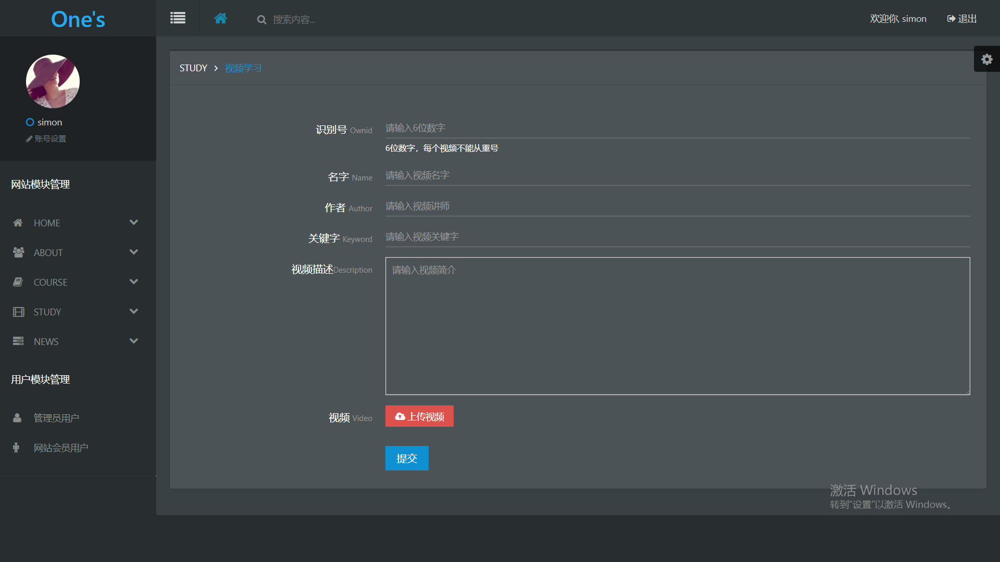 One's
搜索内容...
欢迎你, simon
退出
simon
账号设置
网站模块管理
HOME
ABOUT
COURSE
STUDY
NEWS
用户模块管理
管理员用户
网站会员用户
STUDY 视频学习
识别号 Ownid 请输入6位数字
6位数字，每个视频不能从重号
名字 Name 请输入视频名字
作者 Author 请输入视频讲师
关键字 Keyword 请输入视频关键字
视频描述Description 请输入视频简介
视频 Video 上传视频
提交
激活 Windows
转到“设置”以激活 Windows。